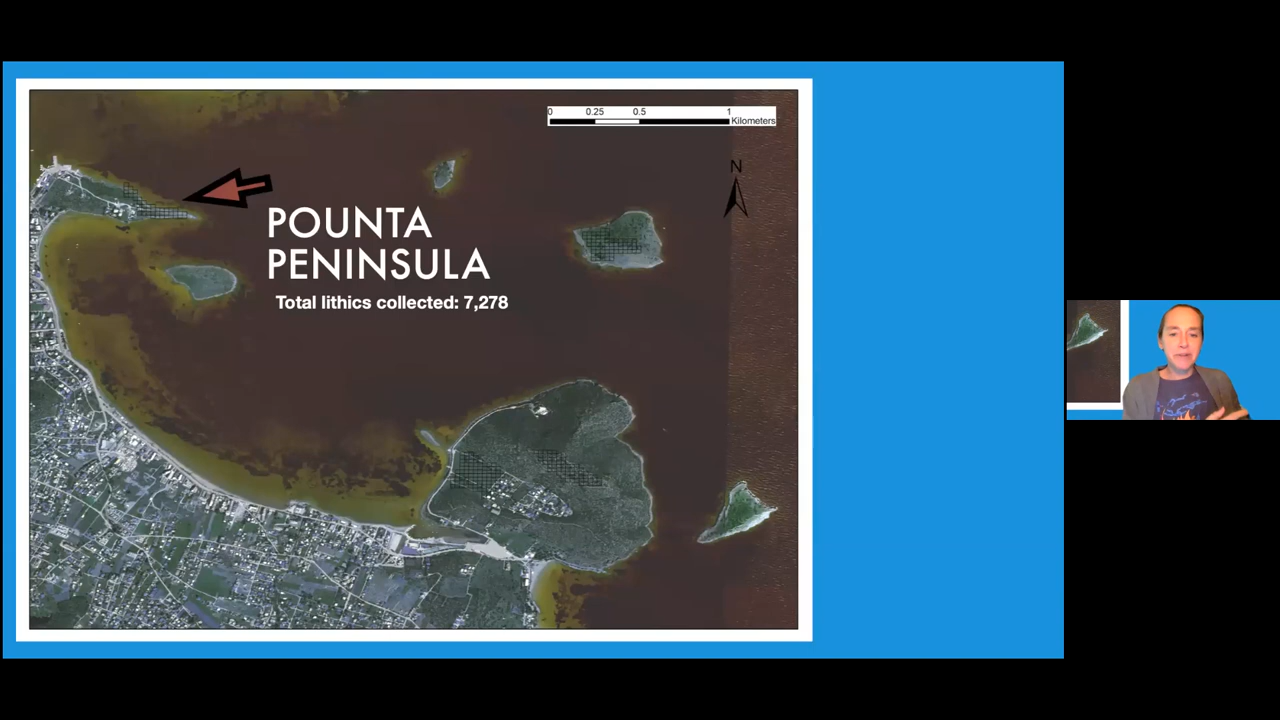 0 0.25 0.5 1
Kilometers
N
POUNTA
PENINSULA
Total lithics collected: 7,278